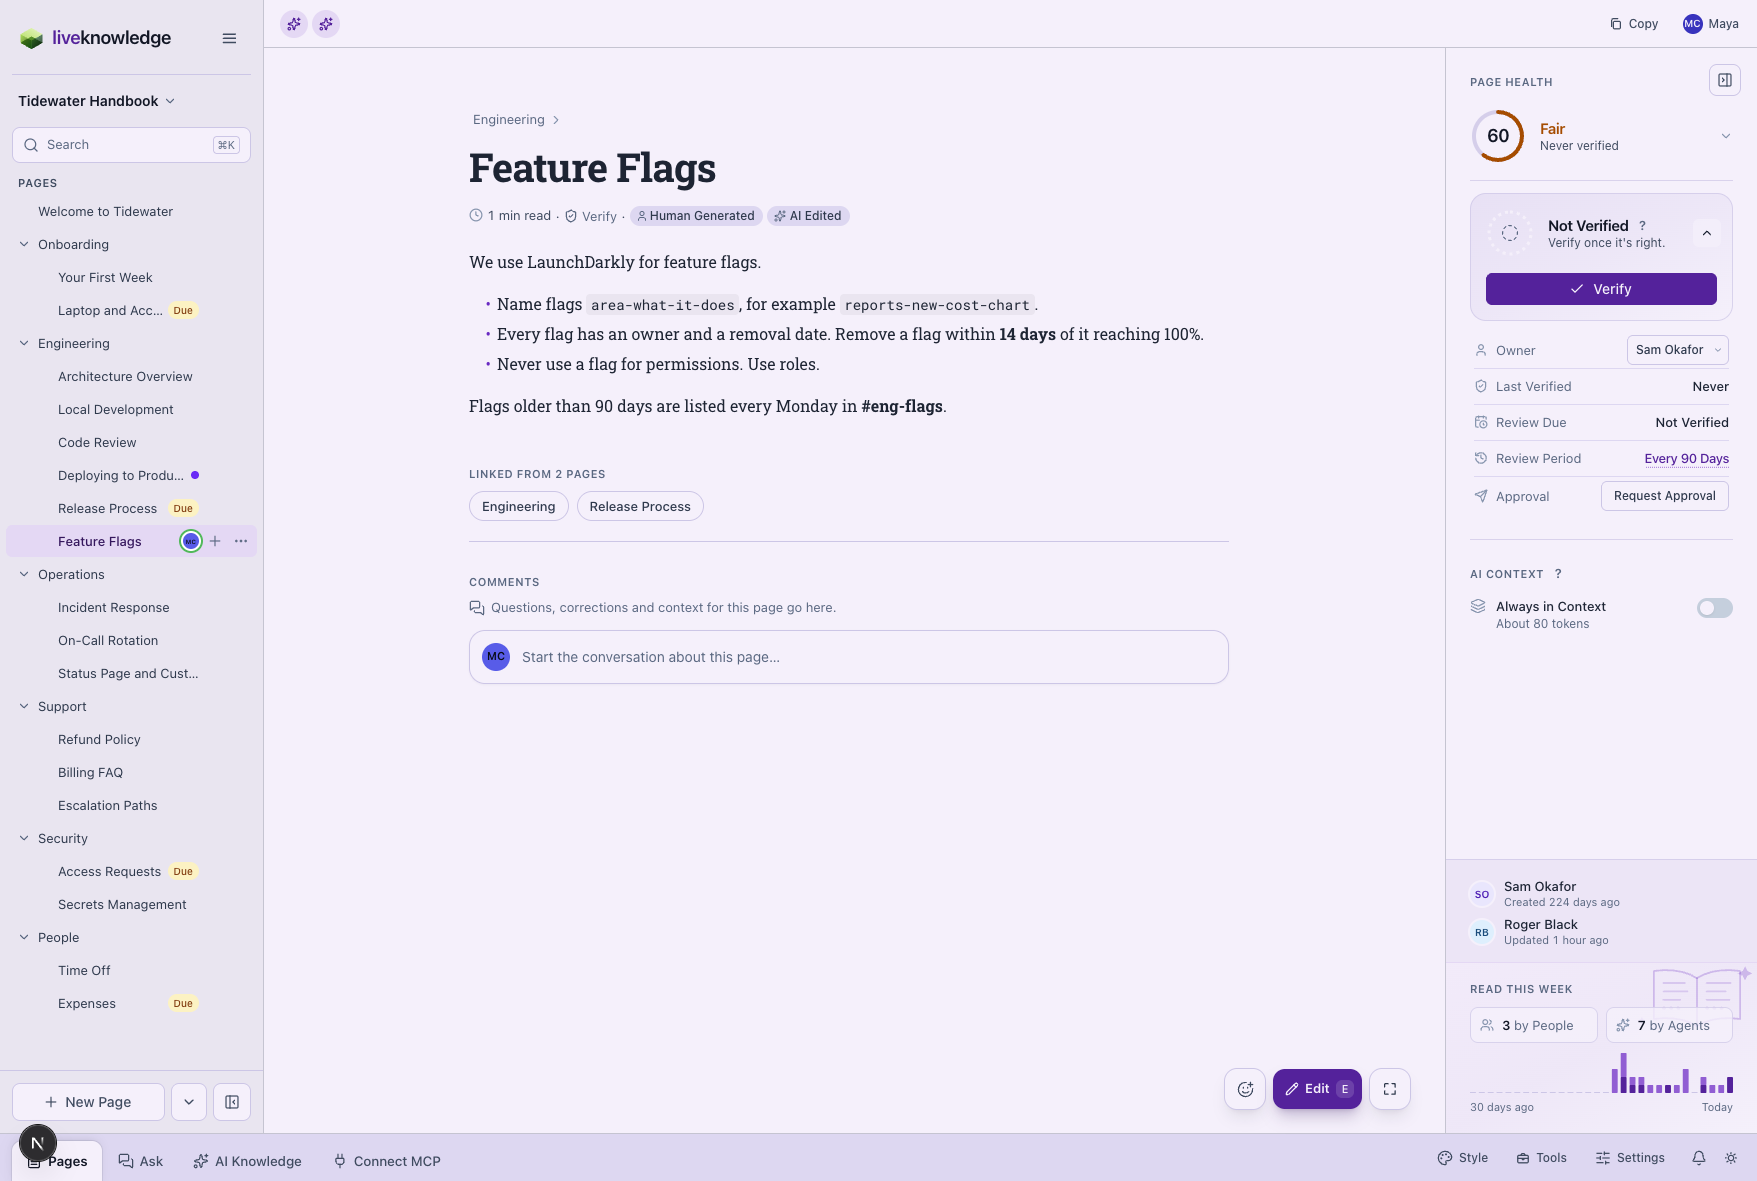 liveknowledge
Tidewater Handbook
Search
⌘K
PAGES
Welcome to Tidewater
Onboarding
Your First Week
Laptop and Acc... Due
Engineering
Architecture Overview
Local Development
Code Review
Deploying to Produ...
Release Process Due
Feature Flags MC
Operations
Incident Response
On-Call Rotation
Status Page and Cust...
Support
Refund Policy
Billing FAQ
Escalation Paths
Security
Access Requests Due
Secrets Management
People
Time Off
Expenses Due
New Page
Copy
MC Maya
Engineering
Feature Flags
1 min read · Verify · Human Generated AI Edited
We use LaunchDarkly for feature flags.
• Name flags area-what-it-does, for example reports-new-cost-chart.
• Every flag has an owner and a removal date. Remove a flag within 14 days of it reaching 100%.
• Never use a flag for permissions. Use roles.
Flags older than 90 days are listed every Monday in #eng-flags.
LINKED FROM 2 PAGES
Engineering Release Process
COMMENTS
Questions, corrections and context for this page go here.
MC Start the conversation about this page...
Edit E
PAGE HEALTH
60
Fair
Never verified
Not Verified ?
Verify once it's right.
Verify
Owner Sam Okafor
Last Verified Never
Review Due Not Verified
Review Period Every 90 Days
Approval Request Approval
AI CONTEXT ?
Always in Context
About 80 tokens
SO Sam Okafor
Created 224 days ago
RB Roger Black
Updated 1 hour ago
READ THIS WEEK
3 by People 7 by Agents
30 days ago Today
N
Pages Ask AI Knowledge Connect MCP
Style Tools Settings